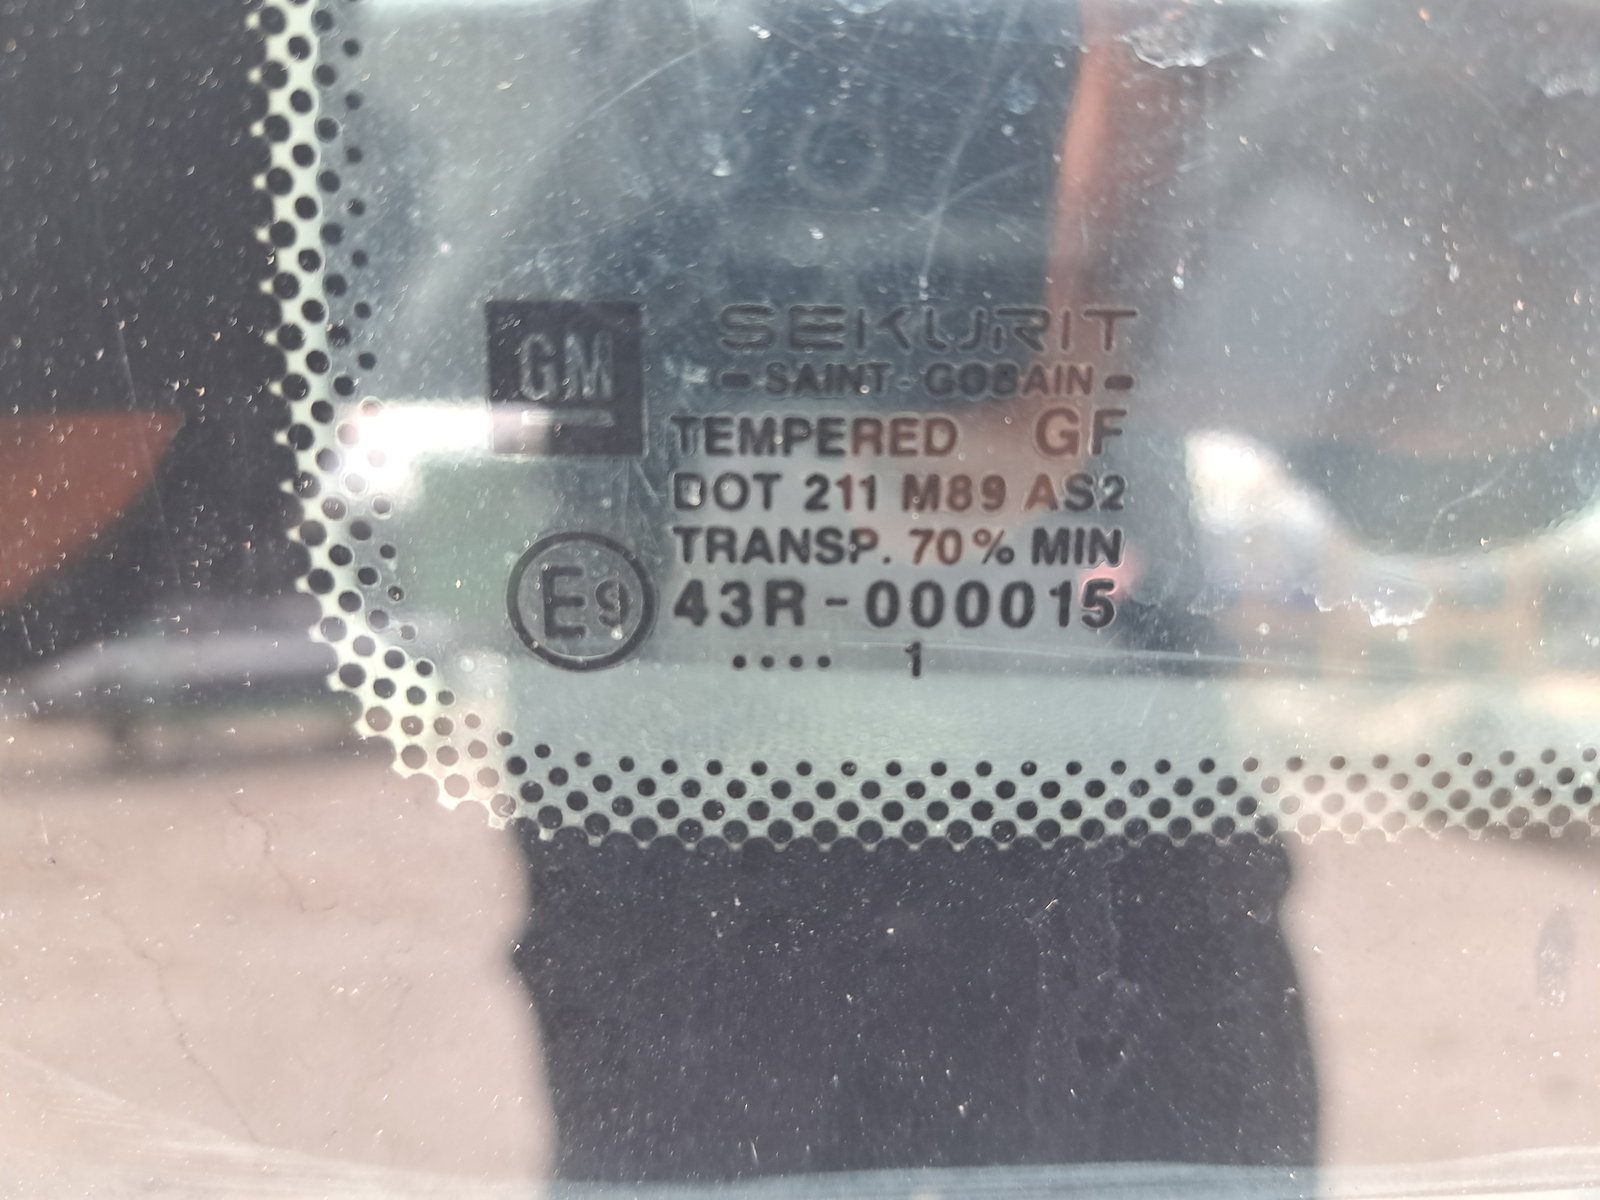 GM
SEKURIT
- SAINT-GOBAIN -
TEMPERED GF
DOT 211 M89 AS2
TRANSP. 70% MIN
E9 43R-000015
.... 1